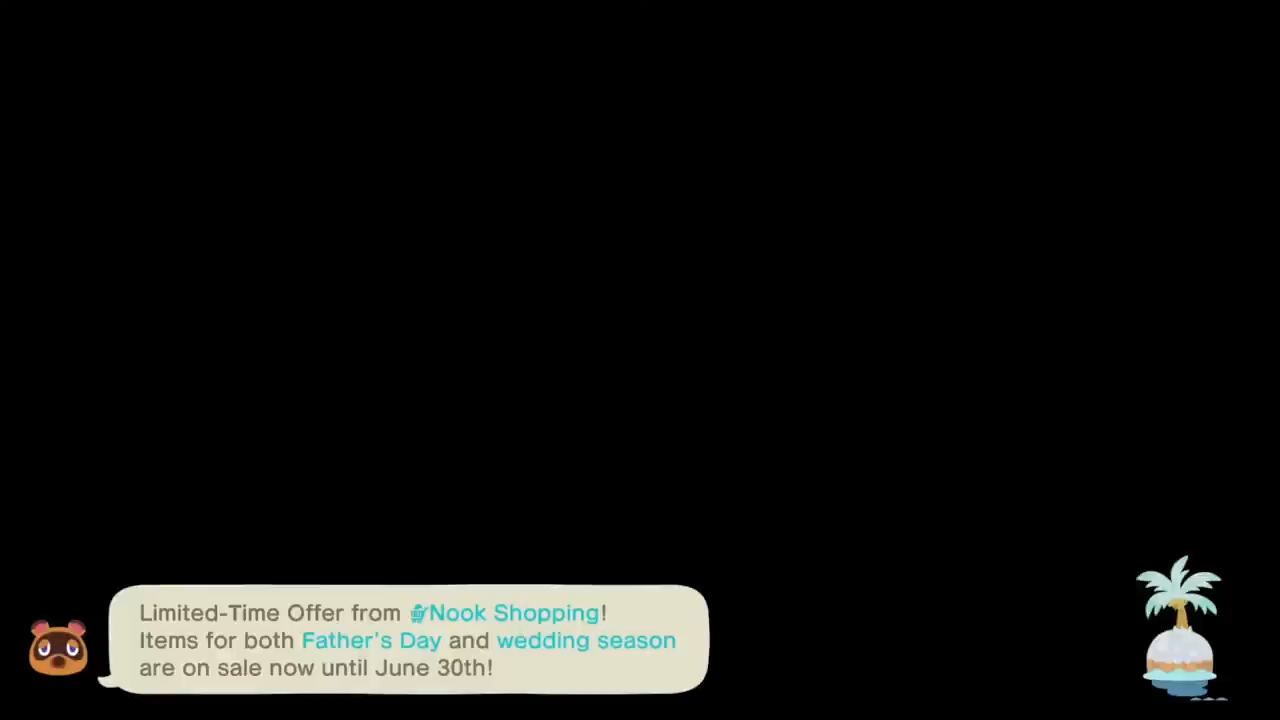 Limited-Time Offer from Nook Shopping!
Items for both Father's Day and wedding season
are on sale now until June 30th!